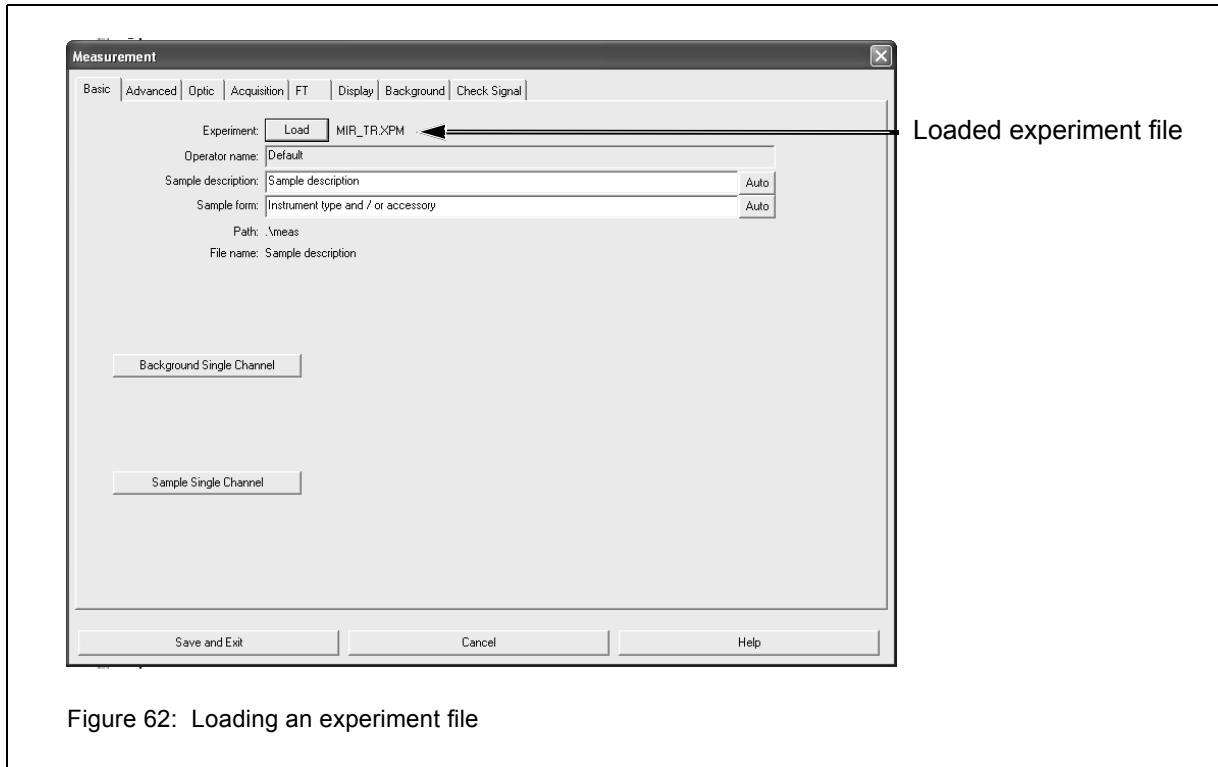 Measurement
Basic Advanced Optic Acquisition FT Display Background Check Signal
Experiment: Load MIR_TR.XPM
Loaded experiment file
Operator name: Default
Sample description: Sample description Auto
Sample form: Instrument type and / or accessory Auto
Path: .\meas
File name: Sample description
Background Single Channel
Sample Single Channel
Save and Exit Cancel Help
Figure 62: Loading an experiment file